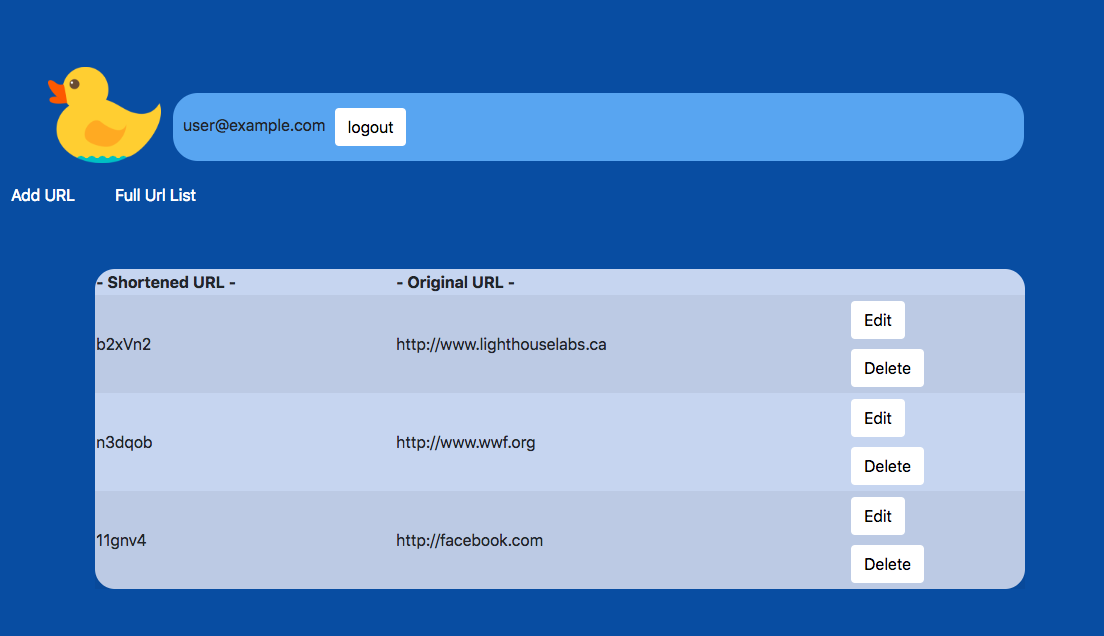 user@example.com logout
Add URL Full Url List
- Shortened URL - - Original URL -
b2xVn2 http://www.lighthouselabs.ca Edit
Delete
n3dqob http://www.wwf.org Edit
Delete
11gnv4 http://facebook.com Edit
Delete